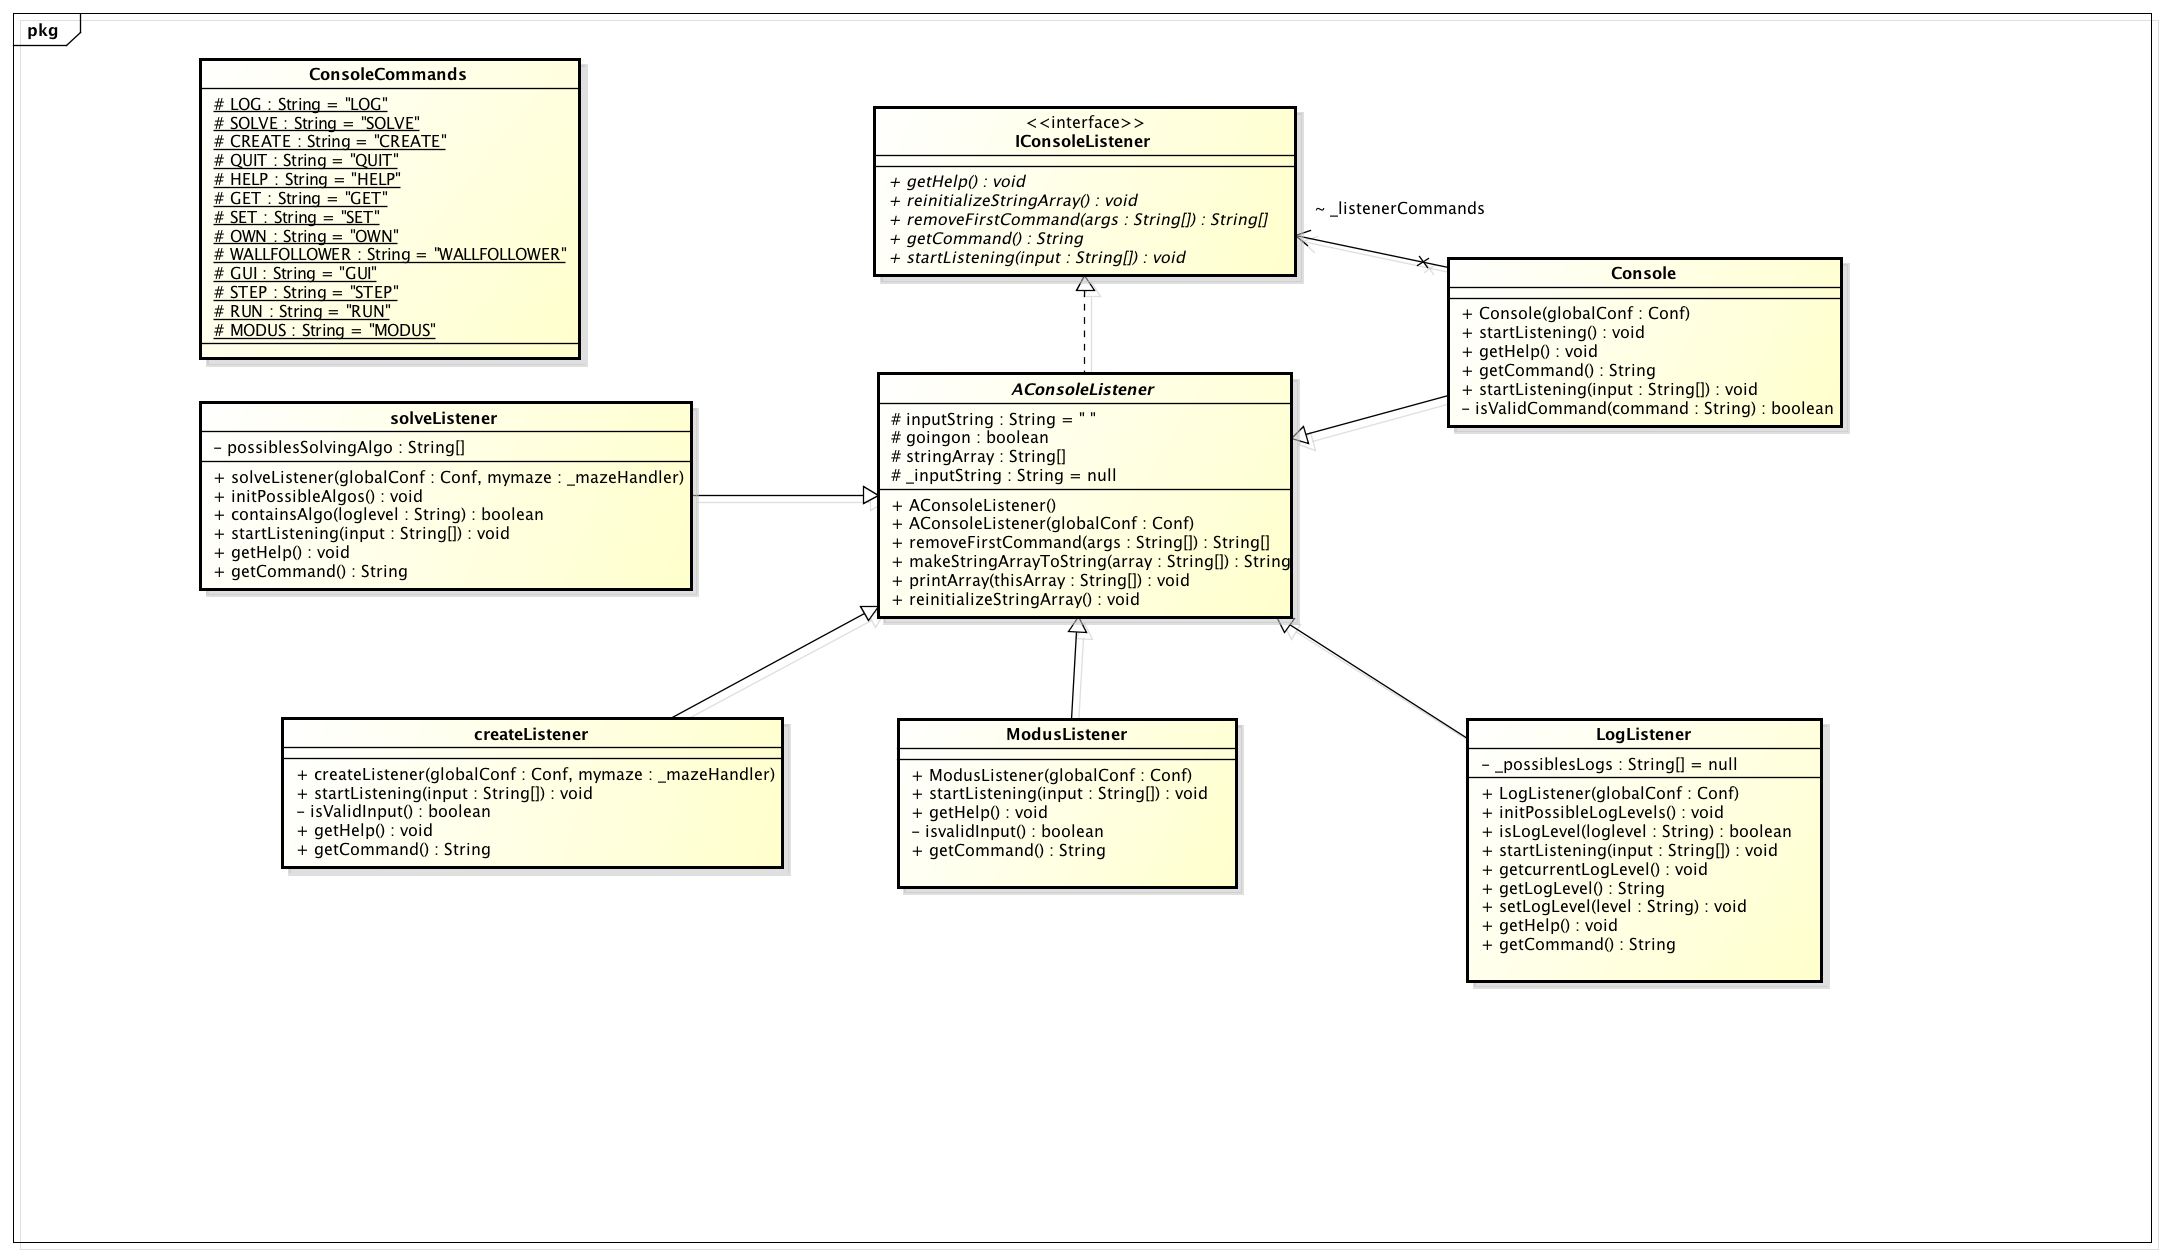 pkg
ConsoleCommands
# LOG : String = "LOG"
# SOLVE : String = "SOLVE"
# CREATE : String = "CREATE"
# QUIT : String = "QUIT"
# HELP : String = "HELP"
# GET : String = "GET"
# SET : String = "SET"
# OWN : String = "OWN"
# WALLFOLLOWER : String = "WALLFOLLOWER"
# GUI : String = "GUI"
# STEP : String = "STEP"
# RUN : String = "RUN"
# MODUS : String = "MODUS"
<<interface>>
IConsoleListener
+ getHelp() : void
+ reinitializeStringArray() : void
+ removeFirstCommand(args : String[]) : String[]
+ getCommand() : String
+ startListening(input : String[]) : void
~ _listenerCommands
Console
+ Console(globalConf : Conf)
+ startListening() : void
+ getHelp() : void
+ getCommand() : String
+ startListening(input : String[]) : void
- isValidCommand(command : String) : boolean
solveListener
- possiblesSolvingAlgo : String[]
+ solveListener(globalConf : Conf, mymaze : _mazeHandler)
+ initPossibleAlgos() : void
+ containsAlgo(loglevel : String) : boolean
+ startListening(input : String[]) : void
+ getHelp() : void
+ getCommand() : String
AConsoleListener
# inputString : String = " "
# goingon : boolean
# stringArray : String[]
# _inputString : String = null
+ AConsoleListener()
+ AConsoleListener(globalConf : Conf)
+ removeFirstCommand(args : String[]) : String[]
+ makeStringArrayToString(array : String[]) : String
+ printArray(thisArray : String[]) : void
+ reinitializeStringArray() : void
createListener
+ createListener(globalConf : Conf, mymaze : _mazeHandler)
+ startListening(input : String[]) : void
- isValidInput() : boolean
+ getHelp() : void
+ getCommand() : String
ModusListener
+ ModusListener(globalConf : Conf)
+ startListening(input : String[]) : void
+ getHelp() : void
- isvalidInput() : boolean
+ getCommand() : String
LogListener
- _possiblesLogs : String[] = null
+ LogListener(globalConf : Conf)
+ initPossibleLogLevels() : void
+ isLogLevel(loglevel : String) : boolean
+ startListening(input : String[]) : void
+ getcurrentLogLevel() : void
+ getLogLevel() : String
+ setLogLevel(level : String) : void
+ getHelp() : void
+ getCommand() : String